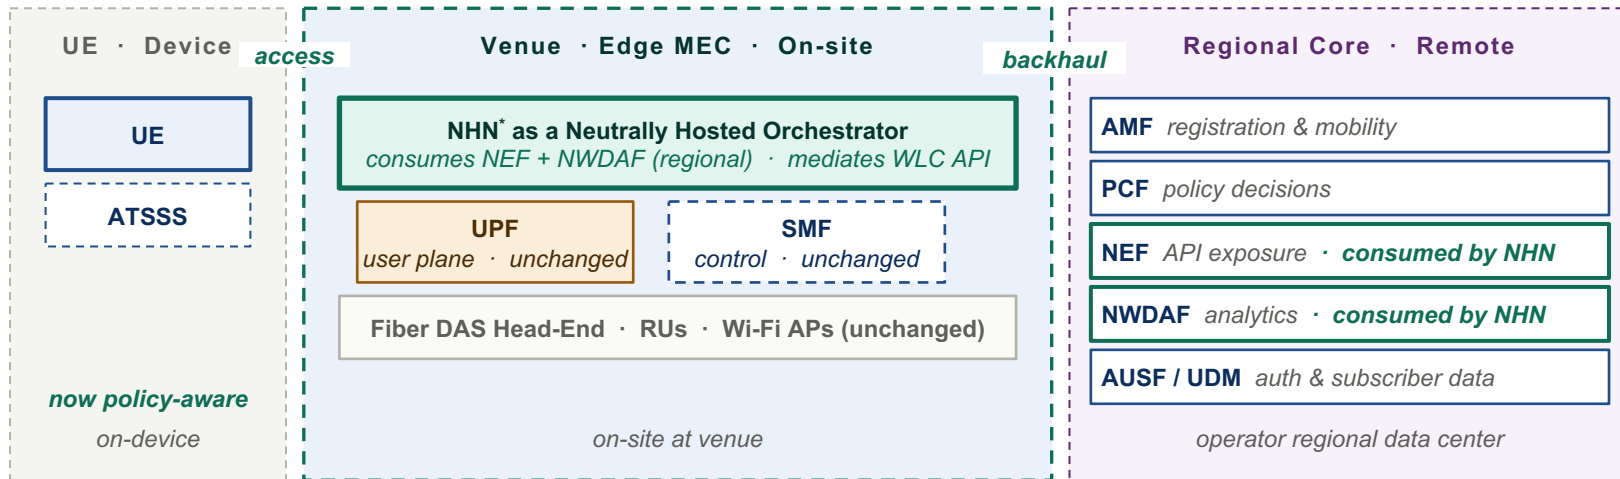 UE · Device
access
UE
ATSSS
now policy-aware
on-device
Venue · Edge MEC · On-site
NHN* as a Neutrally Hosted Orchestrator
consumes NEF + NWDAF (regional) · mediates WLC API
UPF
user plane · unchanged
SMF
control · unchanged
Fiber DAS Head-End · RUs · Wi-Fi APs (unchanged)
on-site at venue
backhaul
Regional Core · Remote
AMF registration & mobility
PCF policy decisions
NEF API exposure · consumed by NHN
NWDAF analytics · consumed by NHN
AUSF / UDM auth & subscriber data
operator regional data center